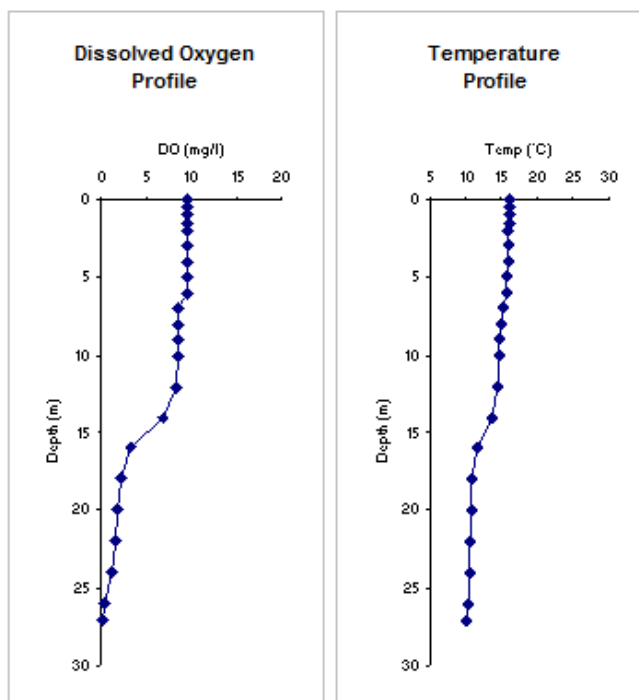 Dissolved Oxygen
Profile
DO (mg/l)
0 5 10 15 20
0
5
10
15
20
25
30
Depth (m)
Temperature
Profile
Temp (˚C)
5 10 15 20 25 30
0
5
10
15
20
25
30
Depth (m)